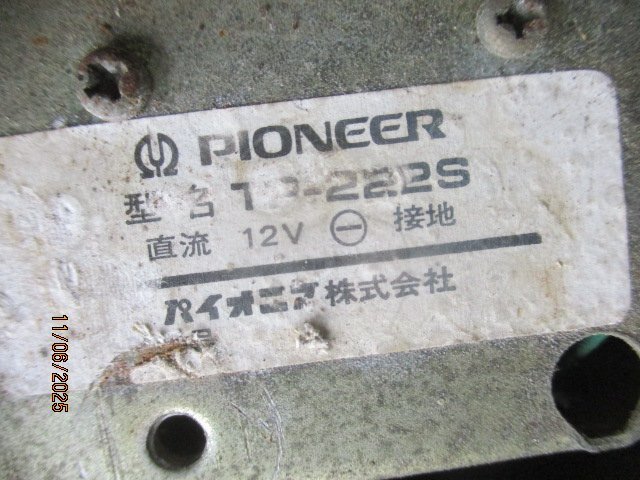 PIONEER
型名 TP-222S
直流 12V ⊖ 接地
パイオニア株式会社
11/06/2025